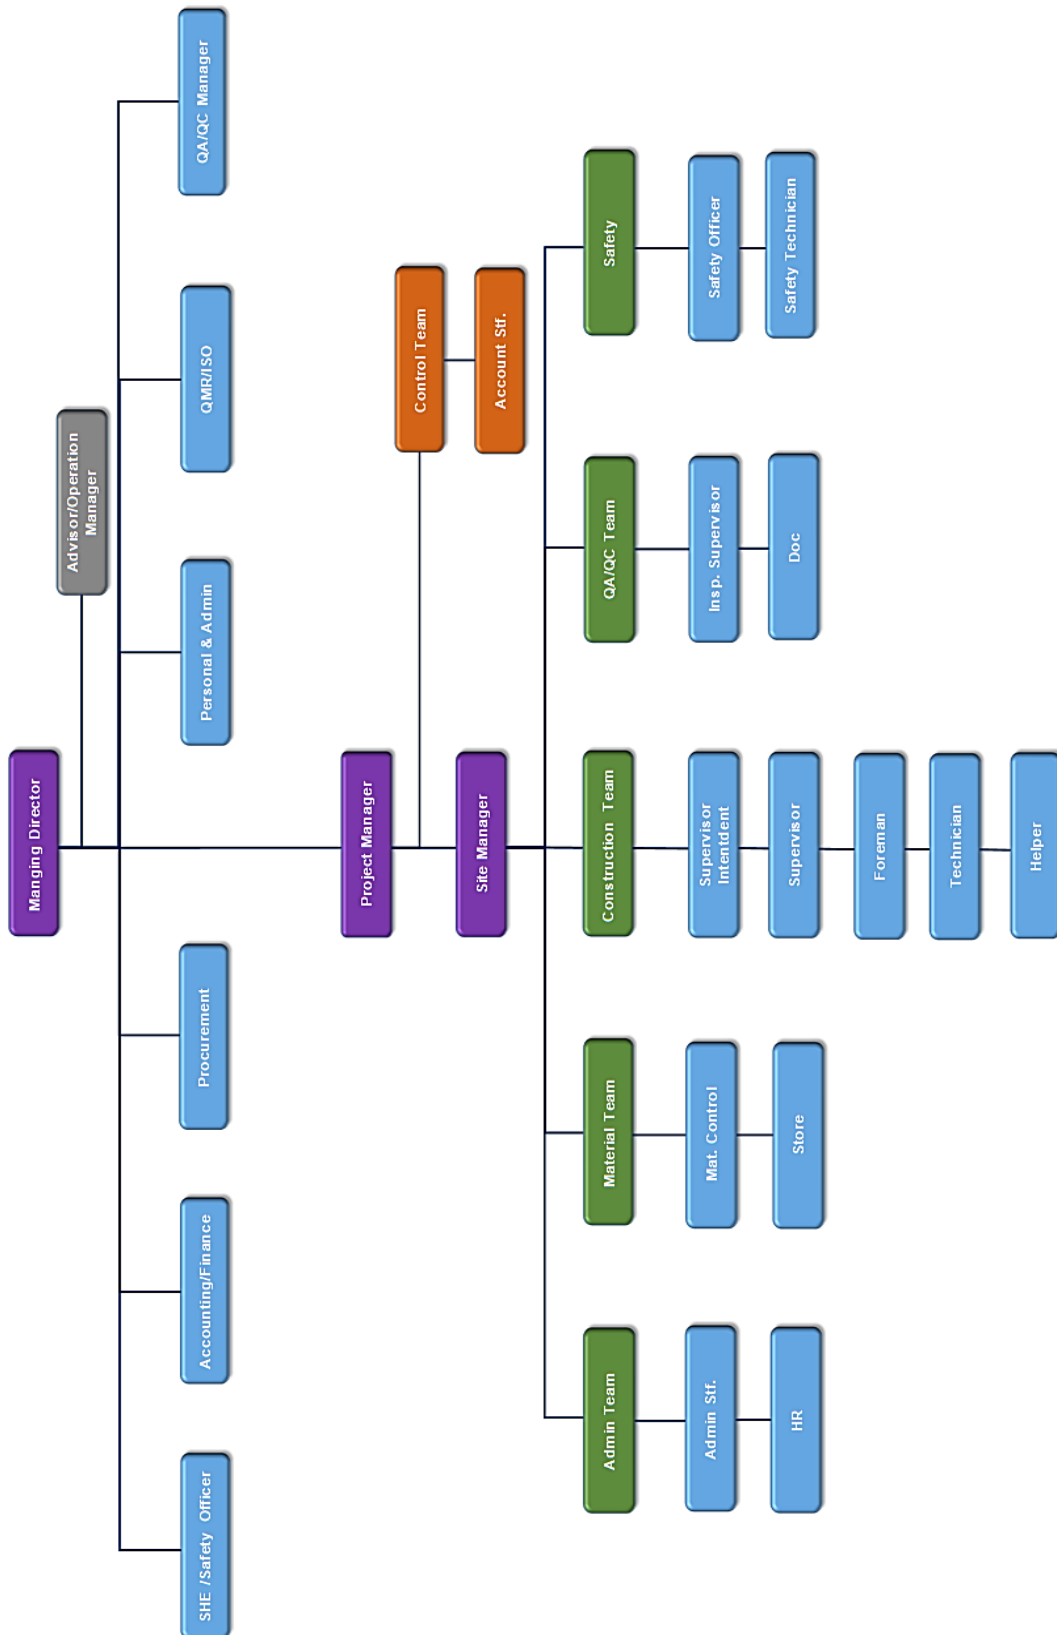 Manging Director
Advisor/Operation
Manager
SHE /Safety Officer
Accounting/Finance
Procurement
Personal & Admin
QMR/ISO
QA/QC Manager
Project Manager
Control Team
Site Manager
Account Stf.
Admin Team
Material Team
Construction Team
QA/QC Team
Safety
Admin Stf.
Mat. Control
Supervisor
Intentdent
Insp. Supervisor
Safety Officer
HR
Store
Supervisor
Doc
Safety Technician
Foreman
Technician
Helper